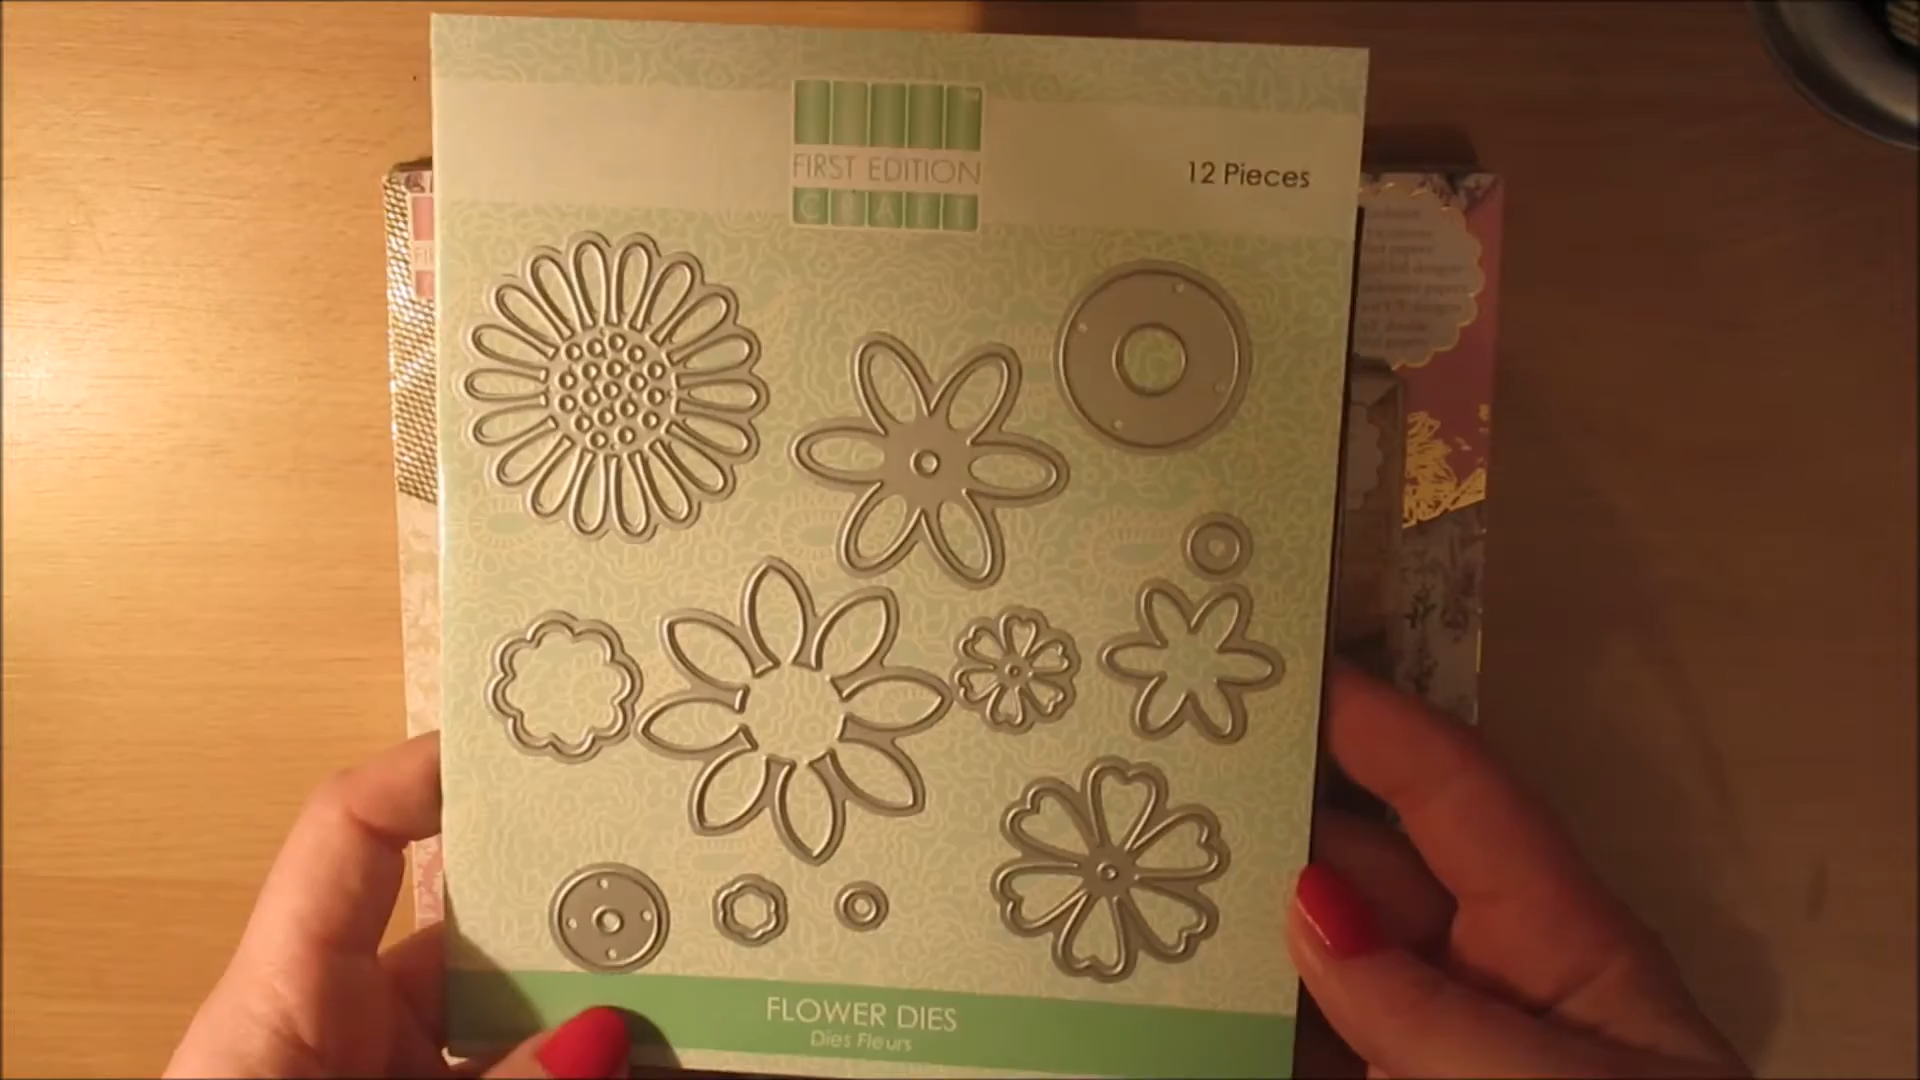 FIRST EDITION
CRAFT
12 Pieces
FLOWER DIES
Dies Fleurs